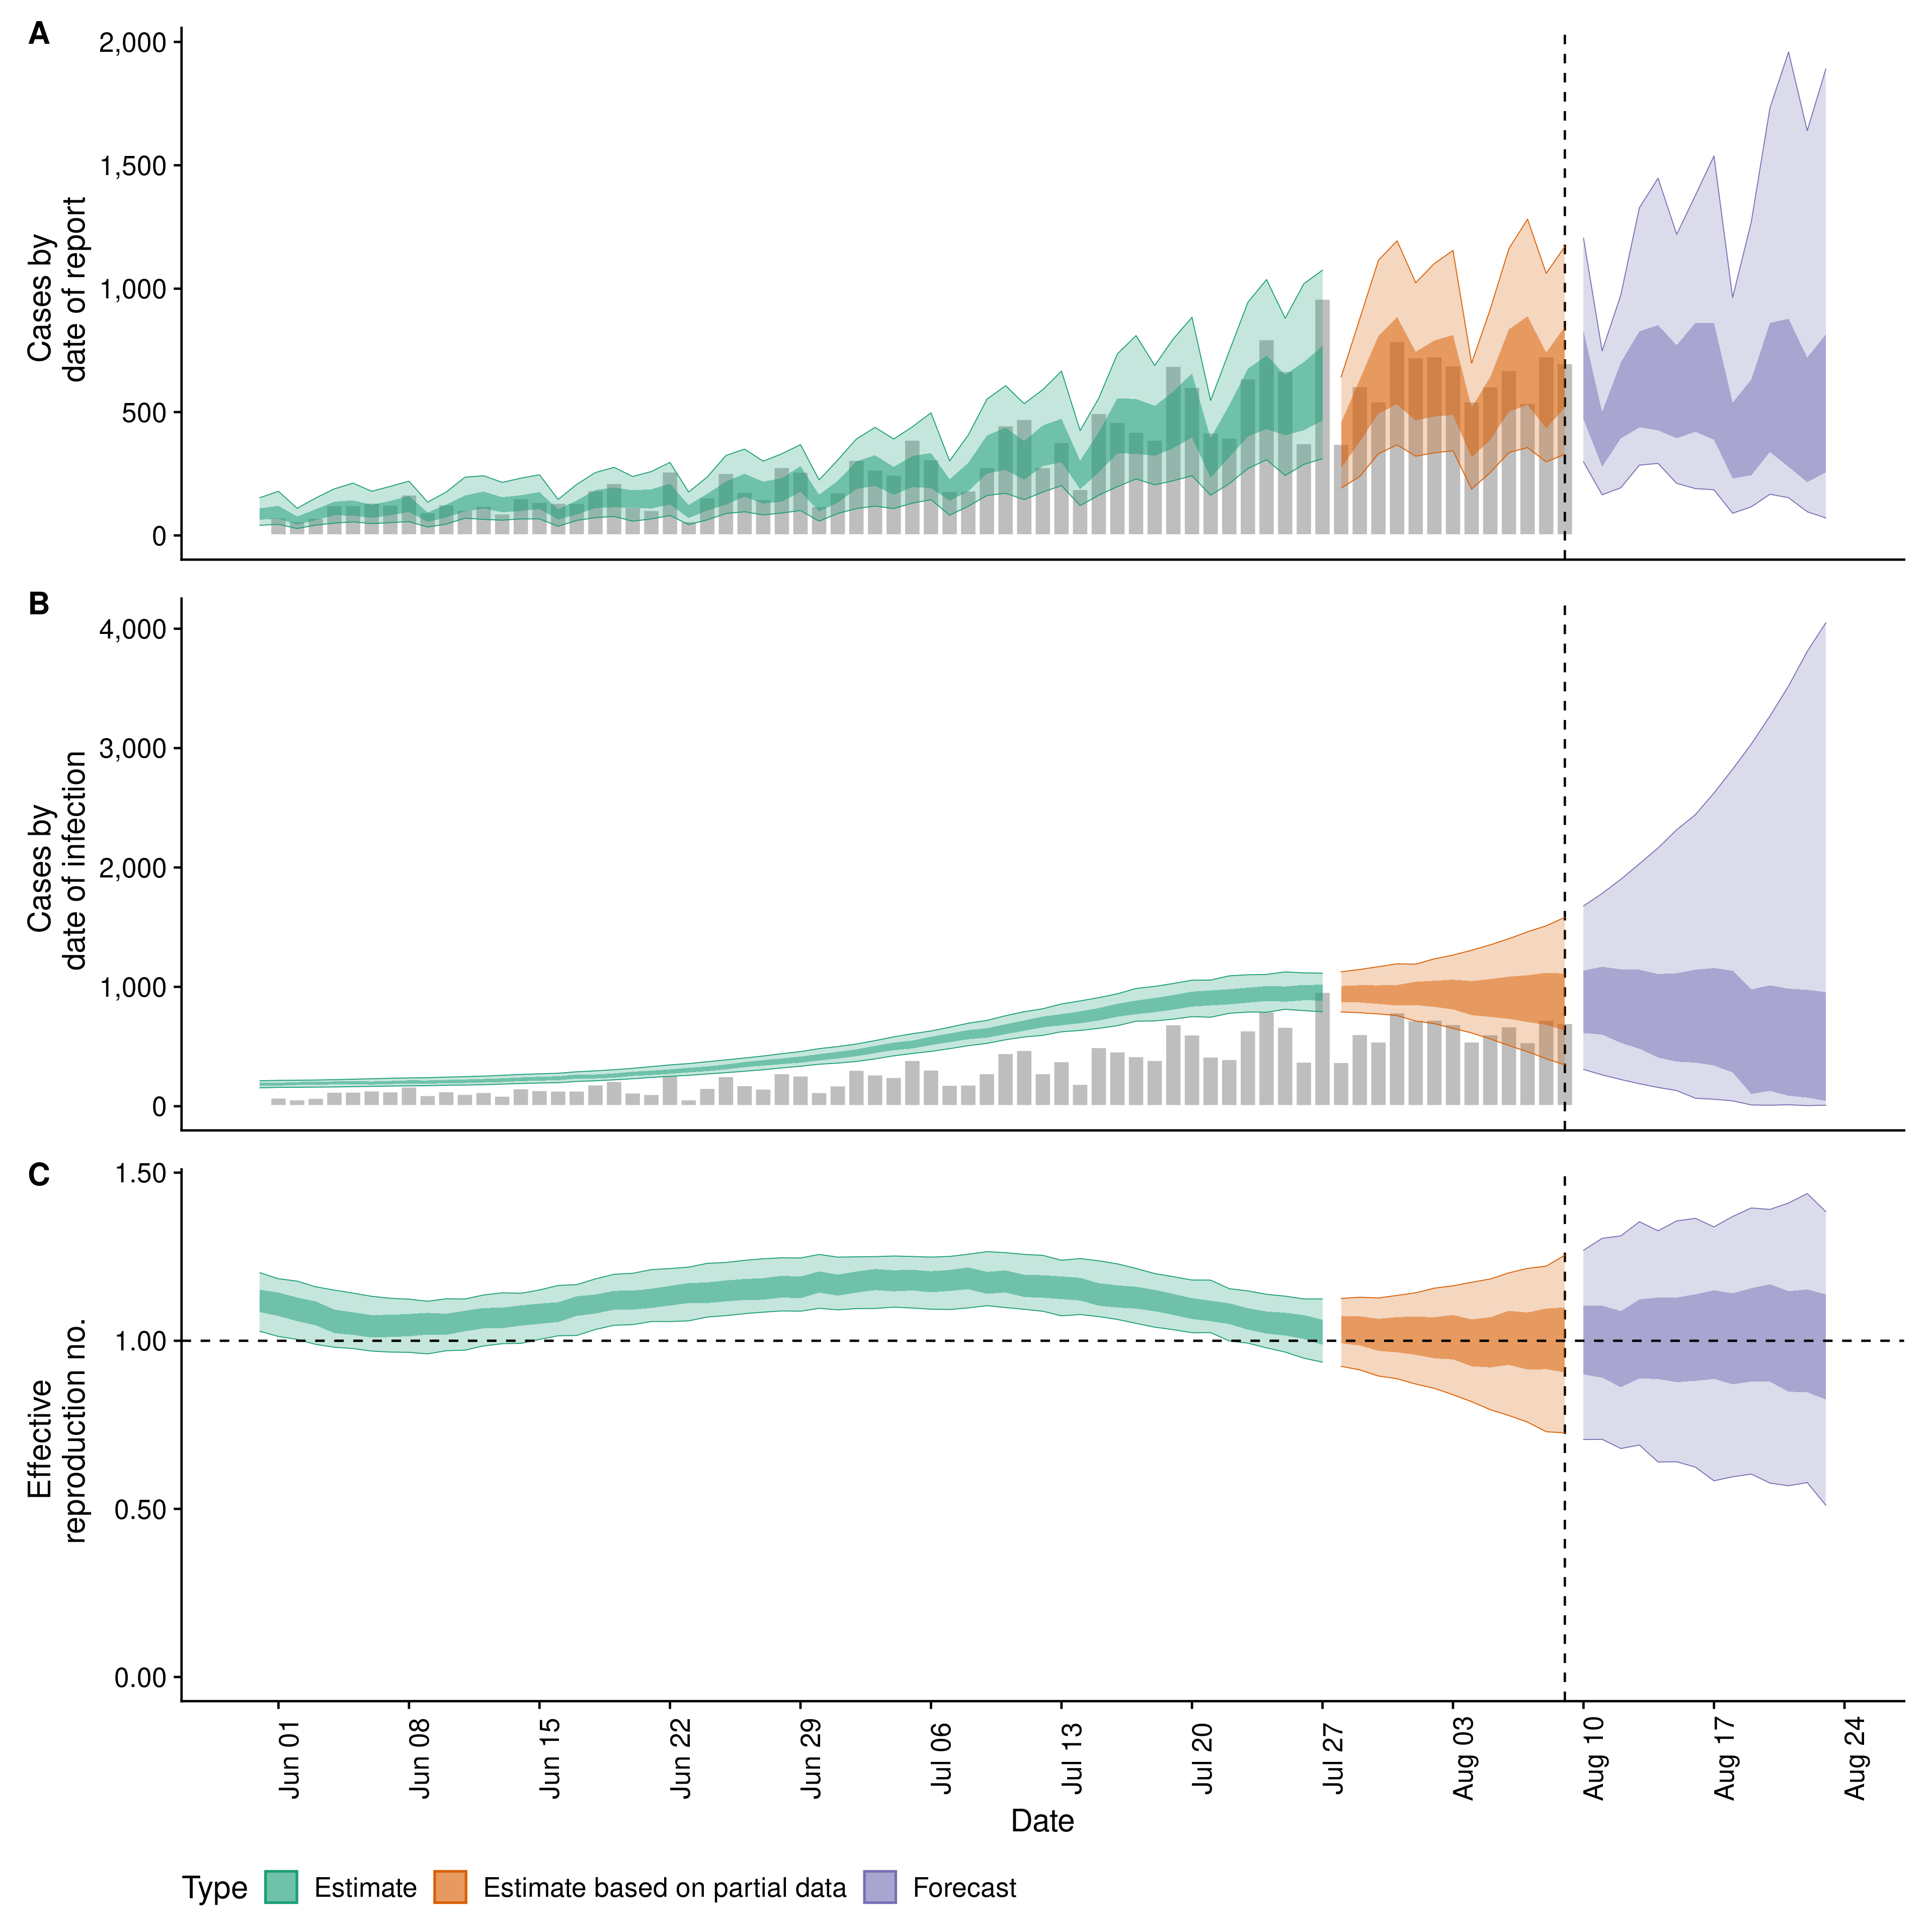 A
2,000
1,500
1,000
500
0
Cases by
date of report
B
4,000
3,000
2,000
1,000
0
Cases by
date of infection
C
1.50
1.00
0.50
0.00
Effective
reproduction no.
Jun 01
Jun 08
Jun 15
Jun 22
Jun 29
Jul 06
Jul 13
Jul 20
Jul 27
Aug 03
Aug 10
Aug 17
Aug 24
Date
Type Estimate Estimate based on partial data Forecast